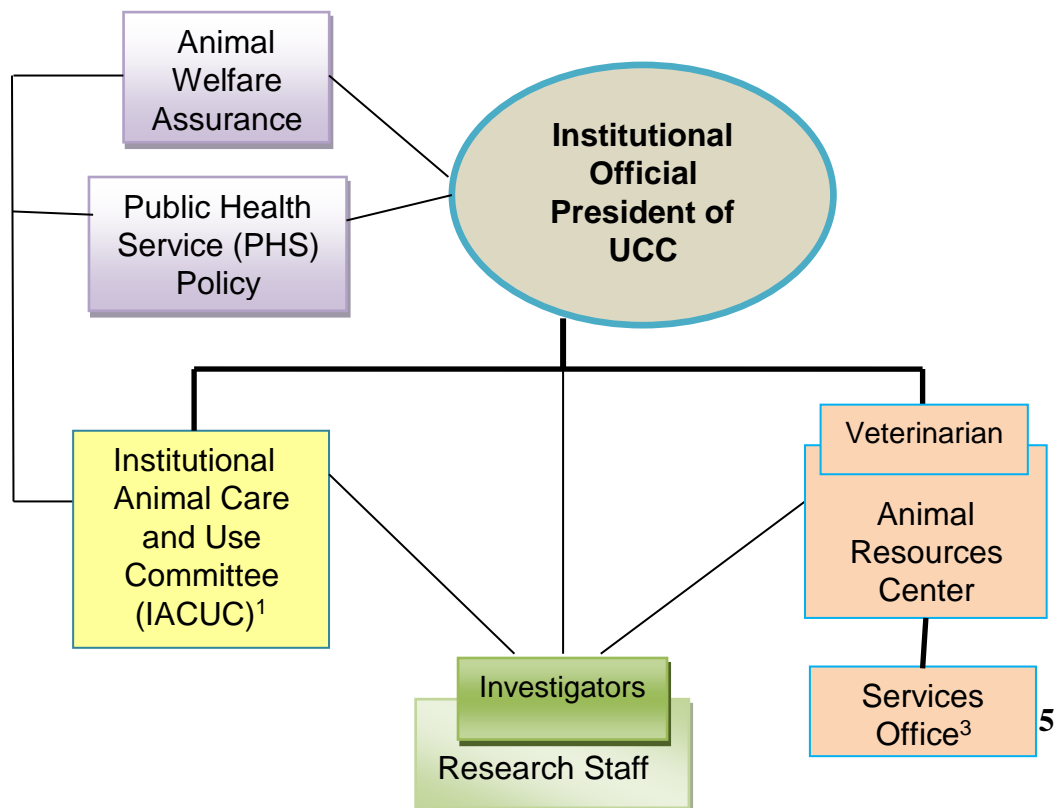 Animal
Welfare
Assurance
Public Health
Service (PHS)
Policy
Institutional
Official
President of
UCC
Institutional
Animal Care
and Use
Committee
(IACUC)¹
Veterinarian
Animal
Resources
Center
Investigators
Research Staff
Services
Office³
5